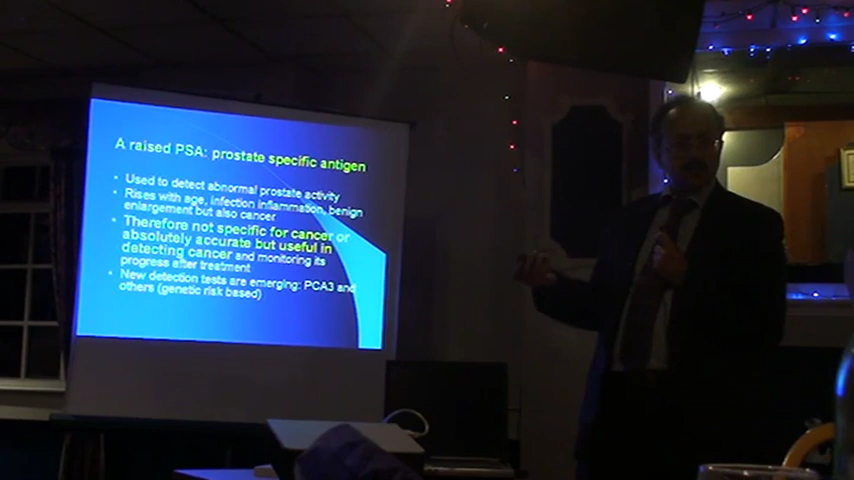 A raised PSA: prostate specific antigen
• Used to detect abnormal prostate activity
• Rises with age, infection inflammation, benign
enlargement but also cancer
• Therefore not specific for cancer or
absolutely accurate but useful in
detecting cancer and monitoring its
progress after treatment
• New detection tests are emerging: PCA3 and
others (genetic risk based)